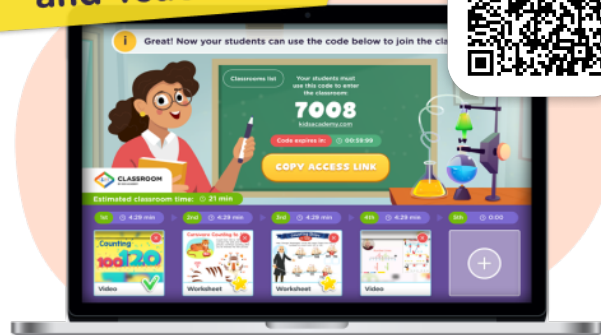 and
Great! Now your students can use the code below to join the cla
Classrooms list
Your students must
use this code to enter
the classroom:
7008
kidsacademy.com
Code expires in: 00:59:99
COPY ACCESS LINK
CLASSROOM
Estimated classroom time: 21 min
1st 4:29 min
2nd 4:29 min
3rd 4:29 min
4th 4:29 min
5th 0:00
Counting
100 120
Video
Worksheet
Worksheet
Video